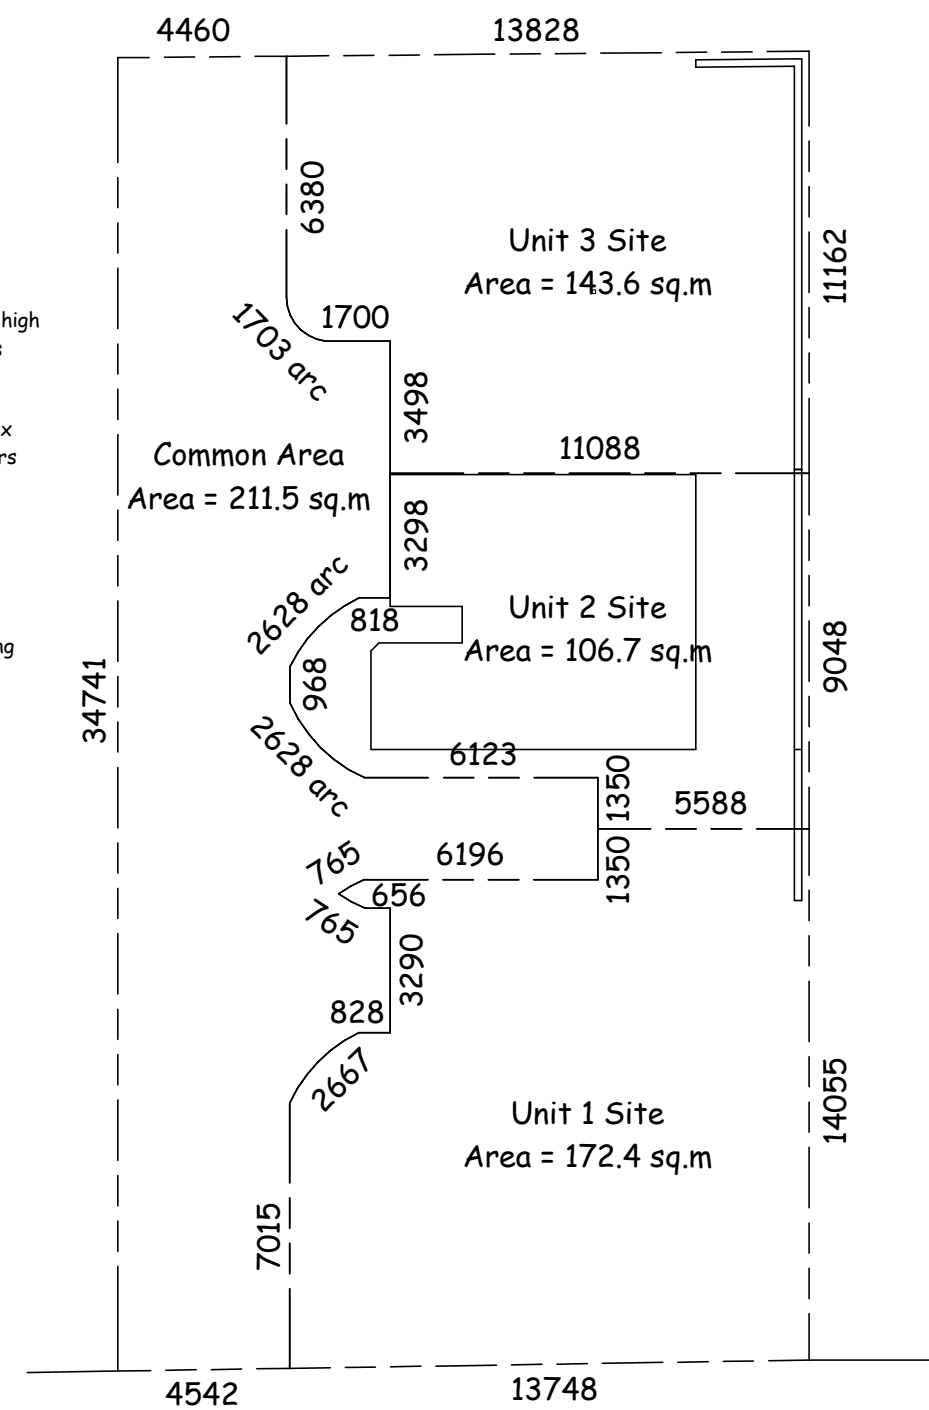 4460
13828
6380
Unit 3 Site
Area = 143.6 sq.m
11162
high
1703 arc
1700
3498
x
Common Area
Area = 211.5 sq.m
11088
3298
2628 arc
818
Unit 2 Site
Area = 106.7 sq.m
9048
968
34741
2628 arc
6123
1350
5588
765
6196
1350
656
765
3290
828
2667
14055
Unit 1 Site
Area = 172.4 sq.m
7015
4542
13748